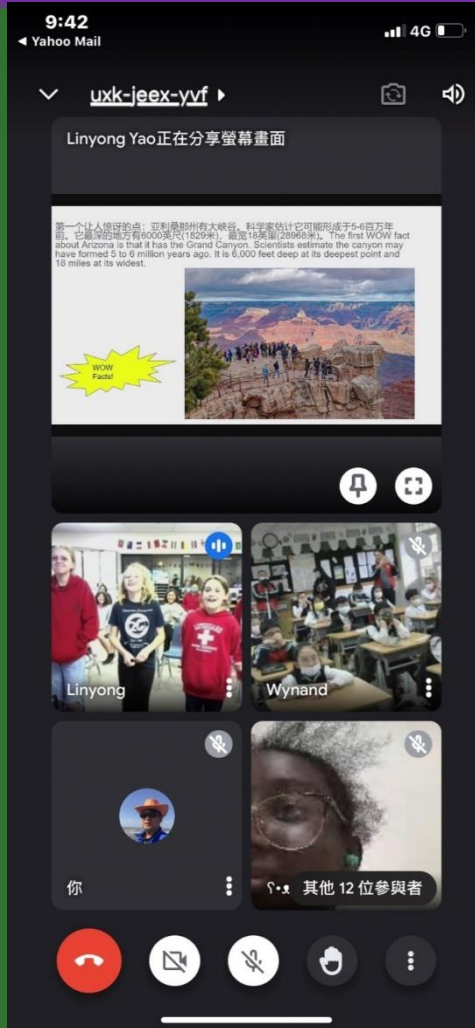 9:42
4G
◀ Yahoo Mail
uxk-jeex-yvf
Linyong Yao正在分享螢幕畫面
第一个让人惊讶的点：亚利桑那州有大峡谷。科学家估计它可能形成于5-6百万年
前。它最深的地方有6000英尺(1829米)，最宽18英里(28968米)。The first WOW fact
about Arizona is that it has the Grand Canyon. Scientists estimate the canyon may
have formed 5 to 6 million years ago. It is 6,000 feet deep at its deepest point and
18 miles at its widest.
WOW
Facts!
LIFEGUARD
Linyong
Wynand
你
其他 12 位參與者